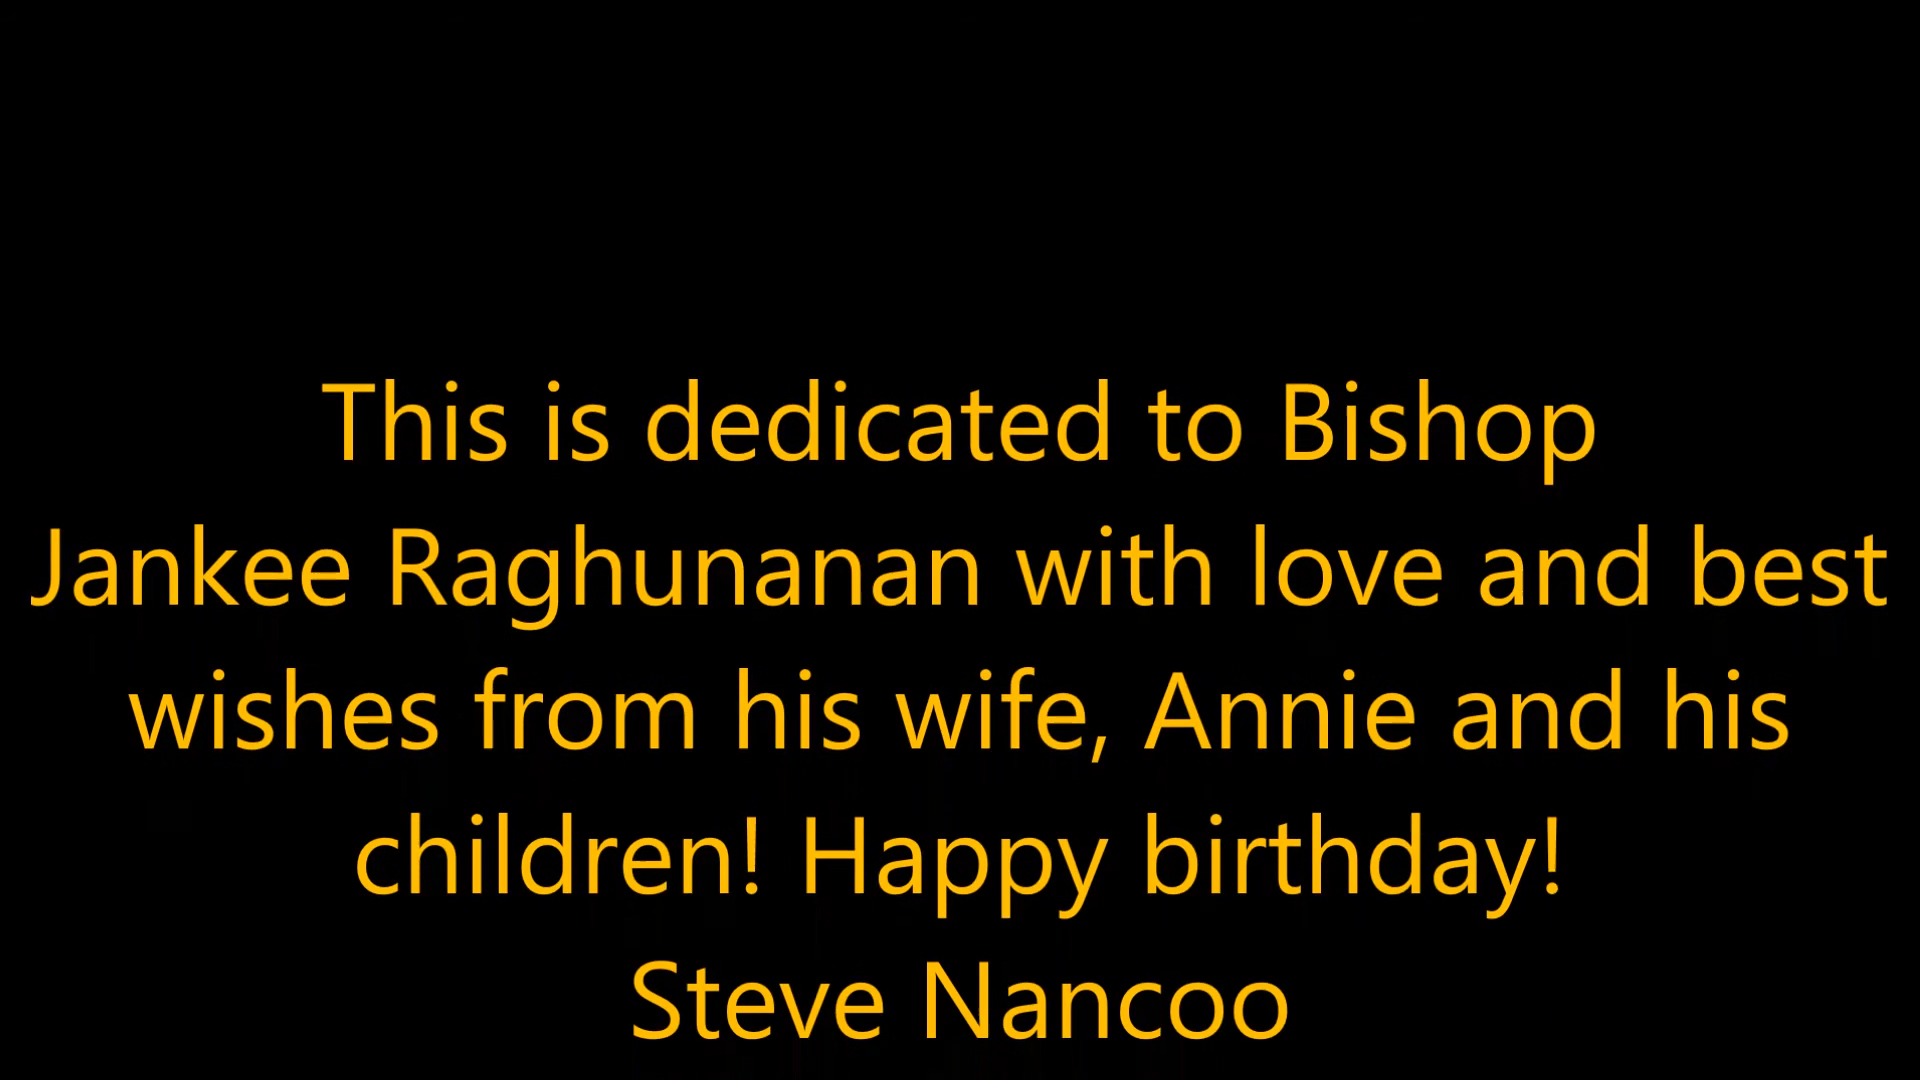 This is dedicated to Bishop
Jankee Raghunanan with love and best
wishes from his wife, Annie and his
children! Happy birthday!
Steve Nancoo